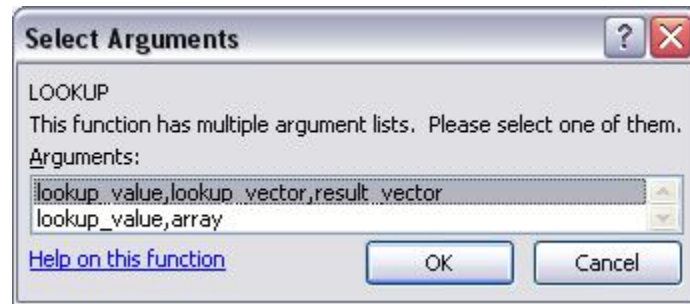 Select Arguments
?
LOOKUP
This function has multiple argument lists. Please select one of them.
Arguments:
lookup_value,lookup_vector,result_vector
lookup_value,array
Help on this function
OK
Cancel